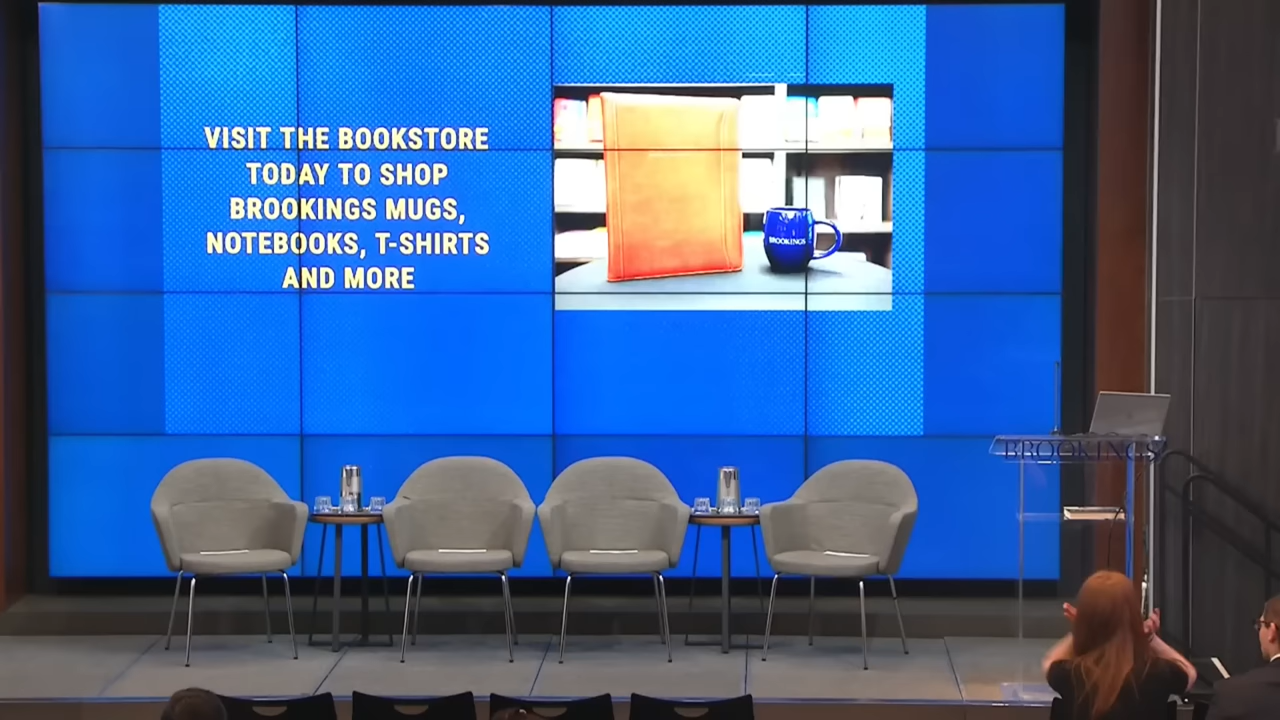 VISIT THE BOOKSTORE
TODAY TO SHOP
BROOKINGS MUGS,
NOTEBOOKS, T-SHIRTS
AND MORE
BROOKINGS
BROOKINGS